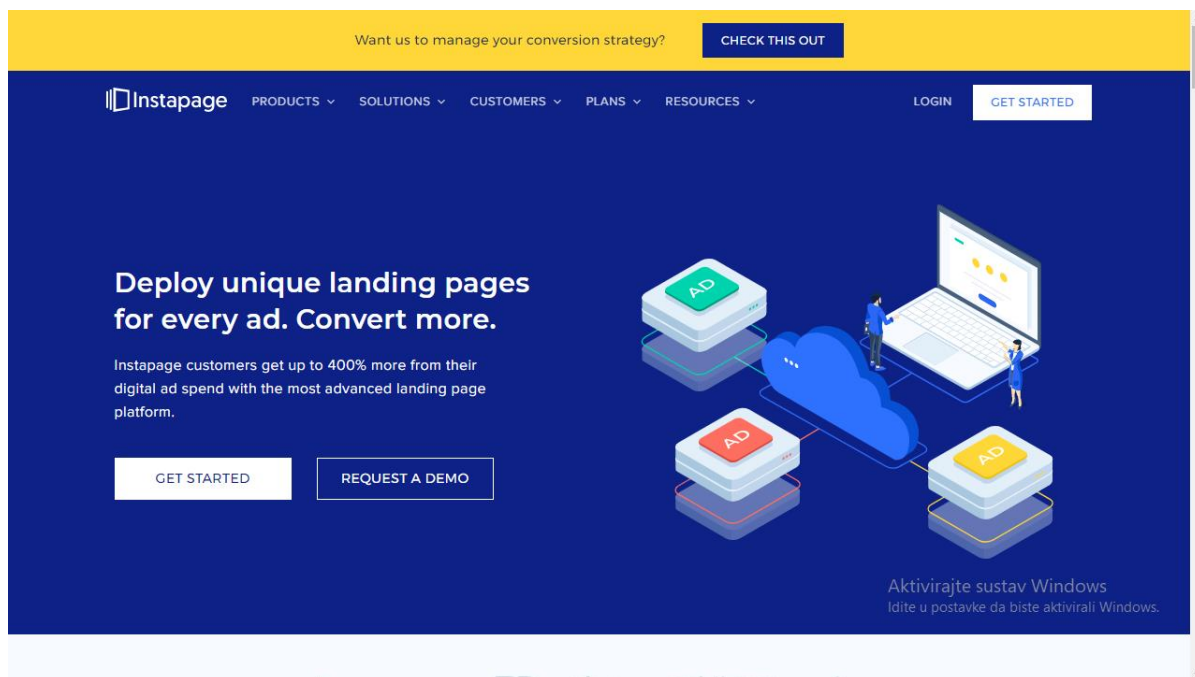 Want us to manage your conversion strategy?
CHECK THIS OUT
Instapage
PRODUCTS
SOLUTIONS
CUSTOMERS
PLANS
RESOURCES
LOGIN
GET STARTED
Deploy unique landing pages
for every ad. Convert more.
Instapage customers get up to 400% more from their
digital ad spend with the most advanced landing page
platform.
GET STARTED
REQUEST A DEMO
AD
AD
AD
Aktivirajte sustav Windows
Idite u postavke da biste aktivirali Windows.